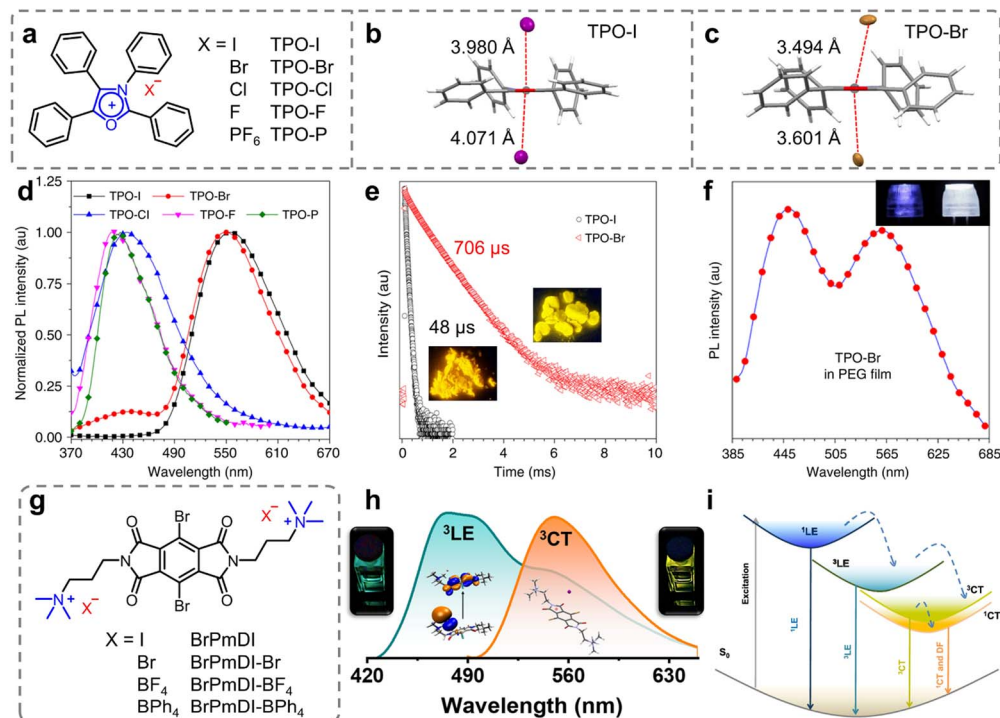 a
X = I TPO-I
Br TPO-Br
Cl TPO-Cl
F TPO-F
PF6 TPO-P
N
+
O
X−
b
TPO-I
3.980 Å
4.071 Å
c
TPO-Br
3.494 Å
3.601 Å
d
TPO-I TPO-Br
TPO-Cl TPO-F TPO-P
Normalized PL intensity (au)
1.25
1.00
0.75
0.50
0.25
0.00
370 430 490 550 610 670
Wavelength (nm)
e
TPO-I
TPO-Br
706 μs
48 μs
Intensity (au)
0 2 4 6 8 10
Time (ms)
f
PL intensity (au)
TPO-Br
in PEG film
385 445 505 565 625 685
Wavelength (nm)
g
X−
+
N
O Br O
N N
O Br O
N
+
X−
X = I BrPmDI
Br BrPmDI-Br
BF4 BrPmDI-BF4
BPh4 BrPmDI-BPh4
h
3LE
3CT
420 490 560 630
Wavelength (nm)
i
1LE
3LE
3CT
1CT
Excitation
S0
1LE
3LE
3CT
1CT and DF